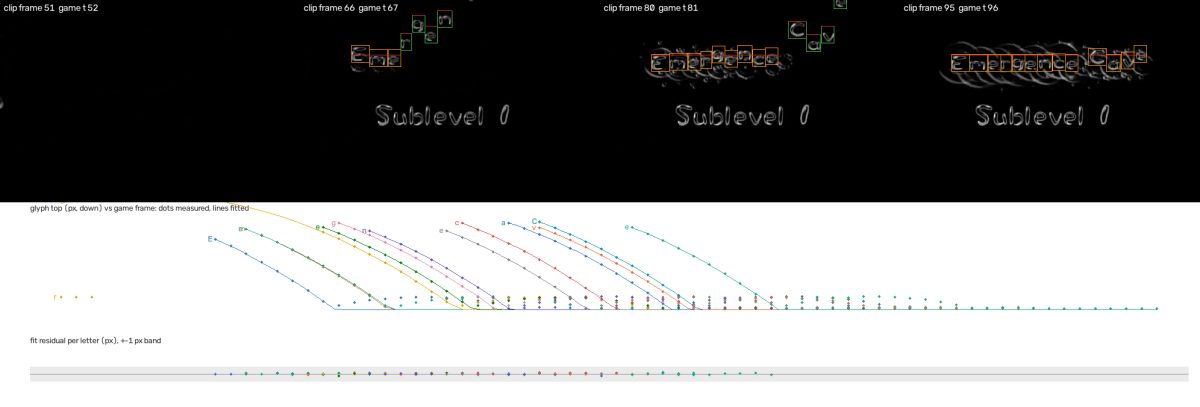 clip frame 51 game t 52
clip frame 66 game t 67
clip frame 80 game t 81
clip frame 95 game t 96
E m e r g e n
E m e r g e n c e C a v e
E m e r g e n c e C a v e
Sublevel 1
Sublevel 1
Sublevel 1
glyph top (px, down) vs game frame: dots measured, lines fitted
E m e g n e c a C v e
r
fit residual per letter (px), +-1 px band